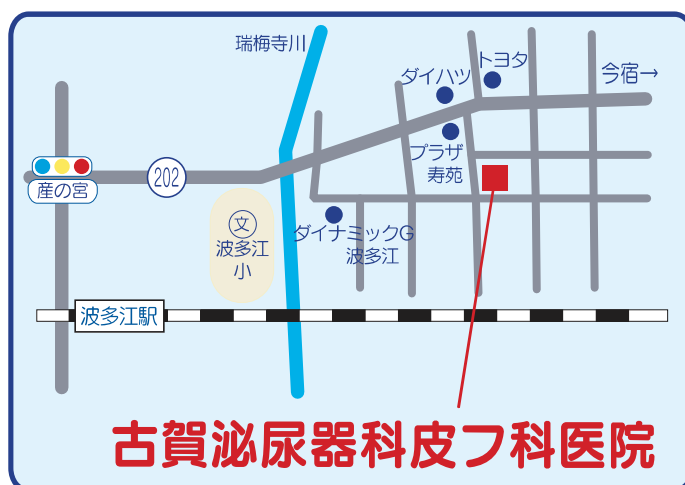 瑞梅寺川
トヨタ
ダイハツ
今宿→
プラザ
寿苑
産の宮
202
文
波多江
小
ダイナミックG
波多江
波多江駅
古賀泌尿器科皮フ科医院